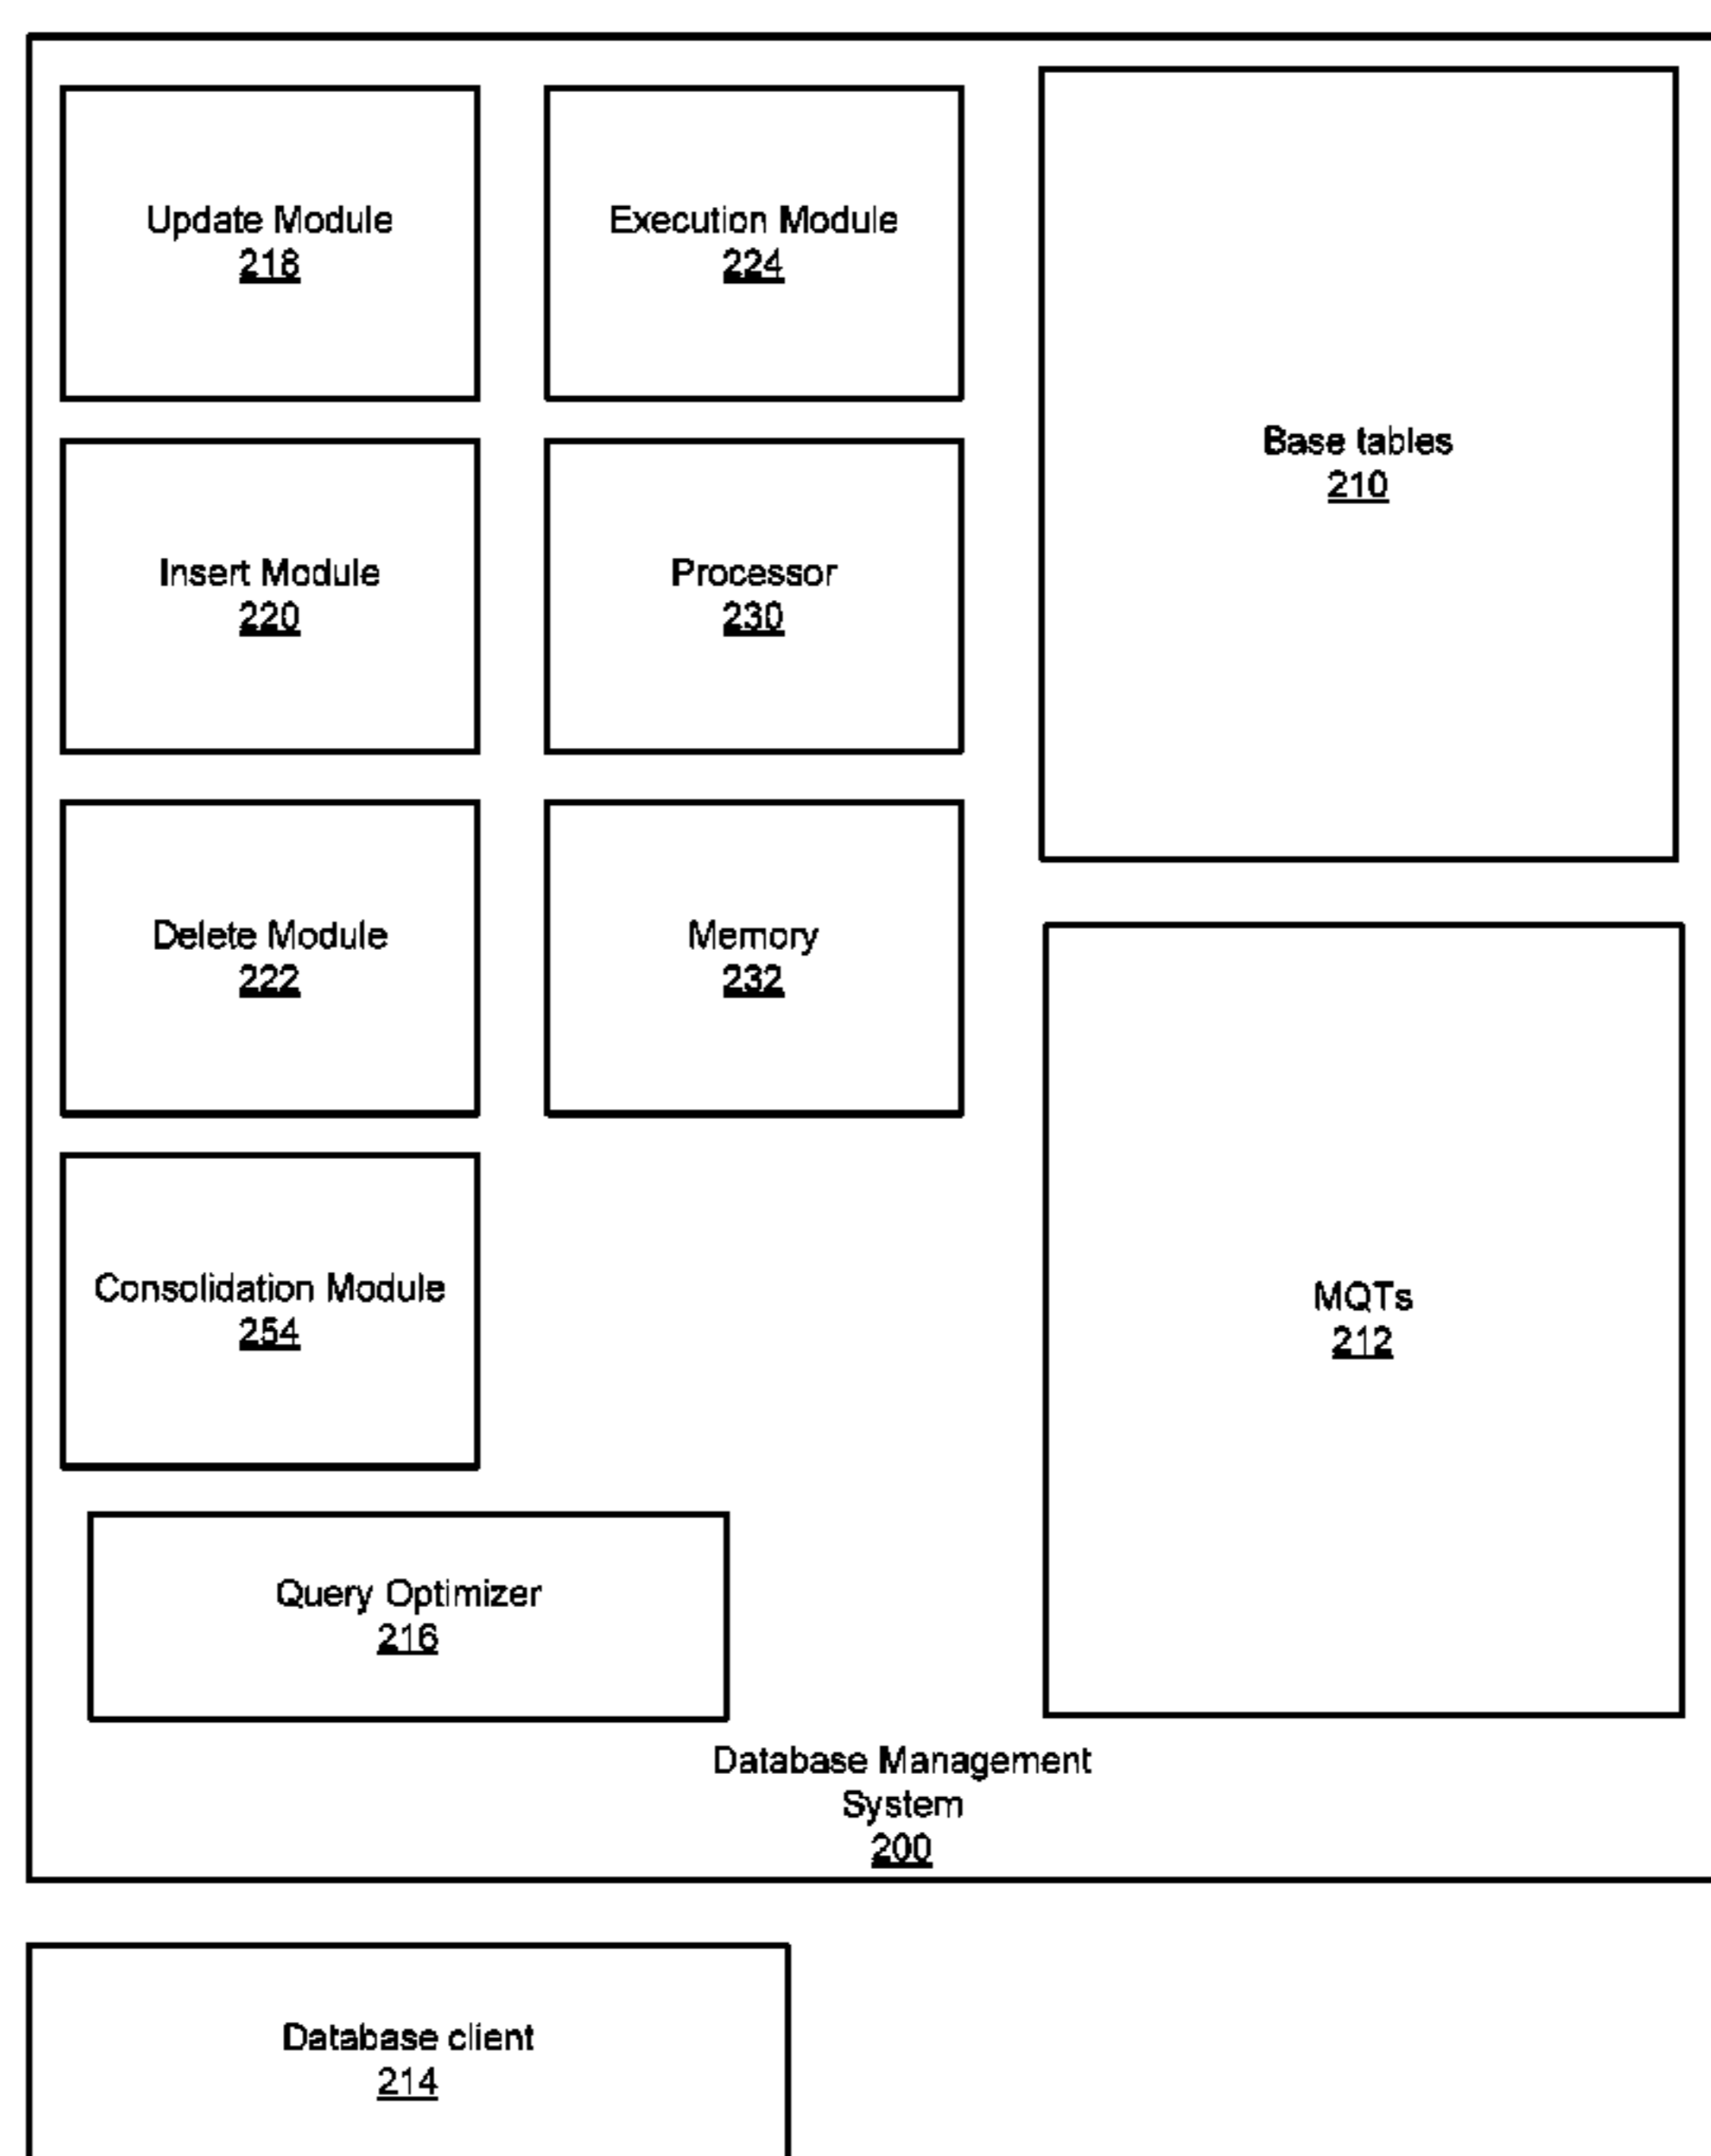 Update Module
218
Execution Module
224
Base tables
210
Insert Module
220
Processor
230
Delete Module
222
Memory
232
Consolidation Module
254
MQTs
212
Query Optimizer
216
Database Management
System
200
Database client
214